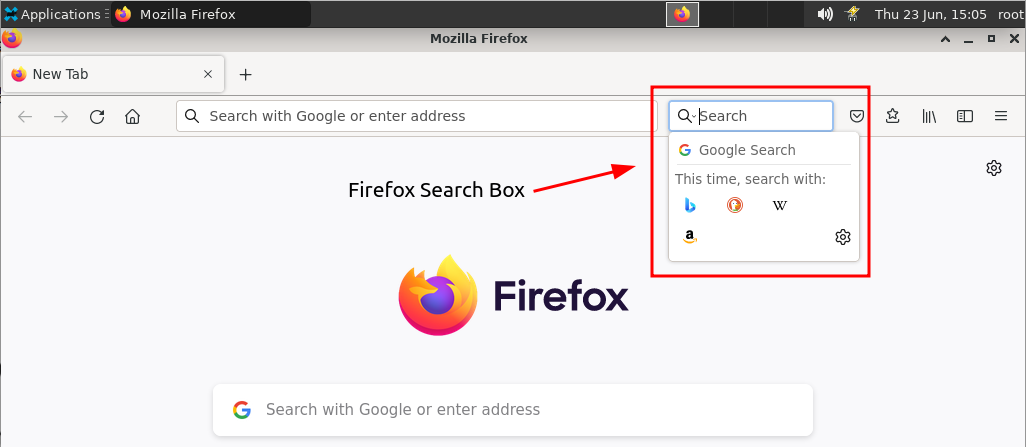 Applications
Mozilla Firefox
Thu 23 Jun, 15:05
root
Mozilla Firefox
New Tab
Search with Google or enter address
Search
Google Search
This time, search with:
W
a
Firefox Search Box
Firefox
Search with Google or enter address